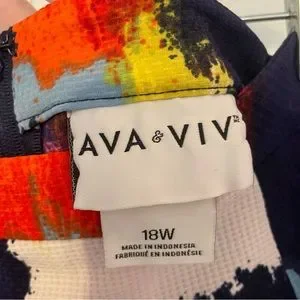 AVA & VIV™
18W
MADE IN INDONESIA
FABRIQUÉ EN INDONÉSIE